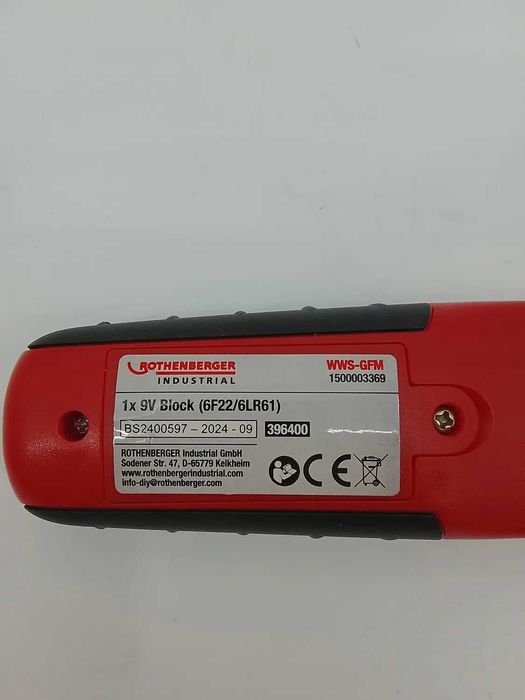 ROTHENBERGER
INDUSTRIAL
WWS-GFM
1500003369
1x 9V Block (6F22/6LR61)
BS2400597 – 2024 - 09
396400
ROTHENBERGER Industrial GmbH
Sodener Str. 47, D-65779 Kelkheim
www.rothenbergerindustrial.com
info-diy@rothenberger.com
CE